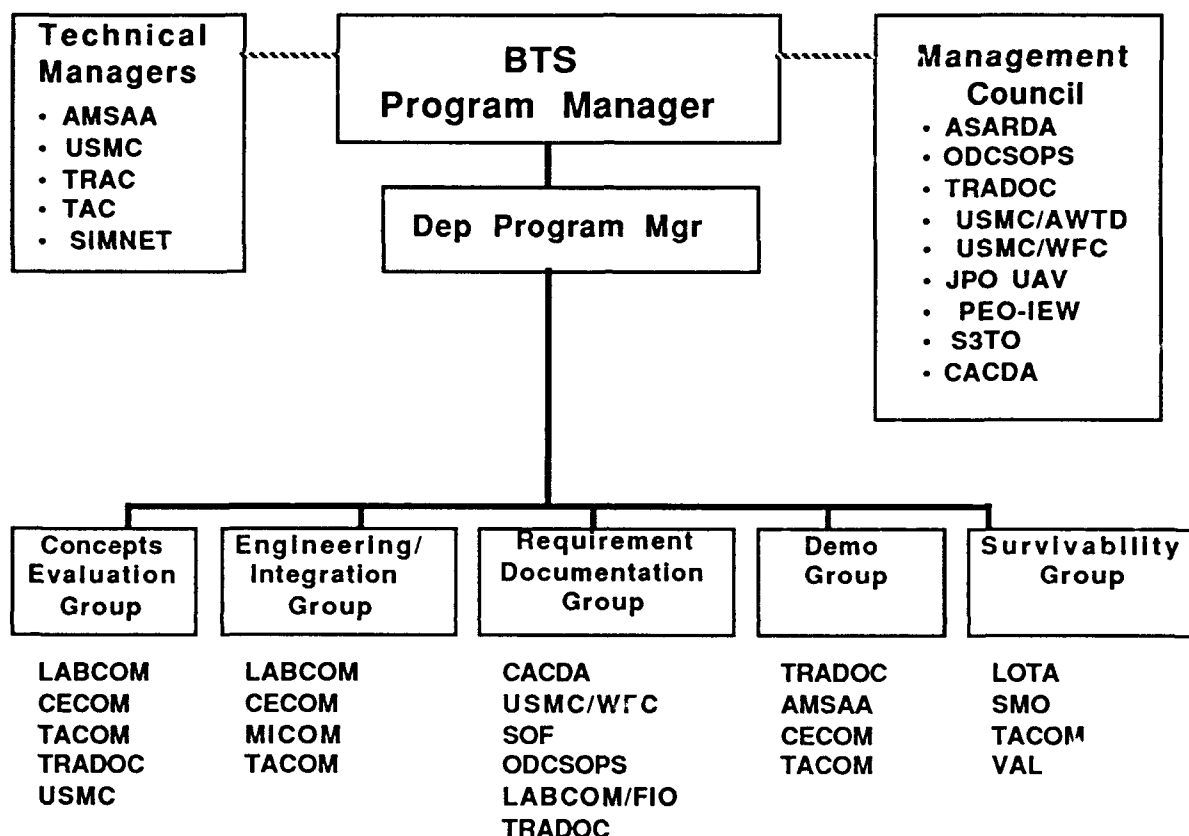 Technical
Managers
• AMSAA
• USMC
• TRAC
• TAC
• SIMNET
BTS
Program Manager
Dep Program Mgr
Management
Council
• ASARDA
• ODCSOPS
• TRADOC
• USMC/AWTD
• USMC/WFC
• JPO UAV
• PEO-IEW
• S3TO
• CACDA
Concepts
Evaluation
Group
LABCOM
CECOM
TACOM
TRADOC
USMC
Engineering/
Integration
Group
LABCOM
CECOM
MICOM
TACOM
Requirement
Documentation
Group
CACDA
USMC/WFC
SOF
ODCSOPS
LABCOM/FIO
TRADOC
Demo
Group
TRADOC
AMSAA
CECOM
TACOM
Survivability
Group
LOTA
SMO
TACOM
VAL